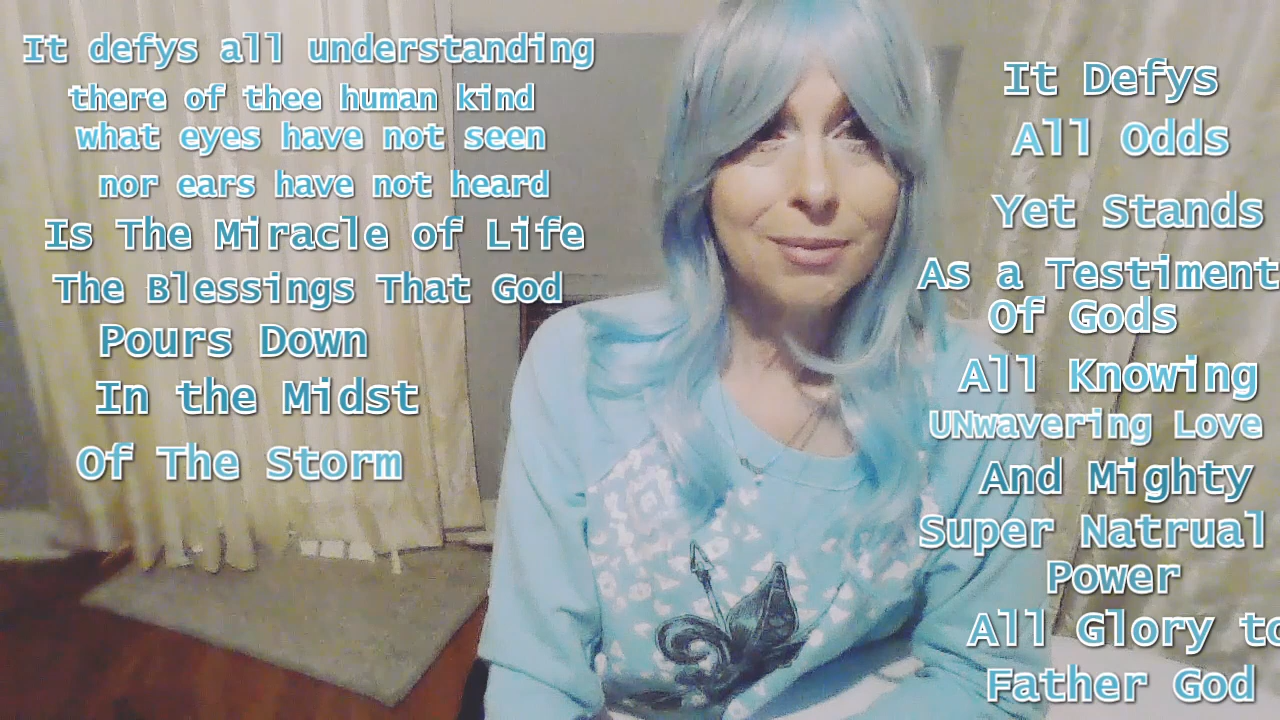 It defys all understanding
there of thee human kind
what eyes have not seen
nor ears have not heard
Is The Miracle of Life
The Blessings That God
Pours Down
In the Midst
Of The Storm
It Defys
All Odds
Yet Stands
As a Testiment
Of Gods
All Knowing
UNwavering Love
And Mighty
Super Natrual
Power
All Glory to
Father God